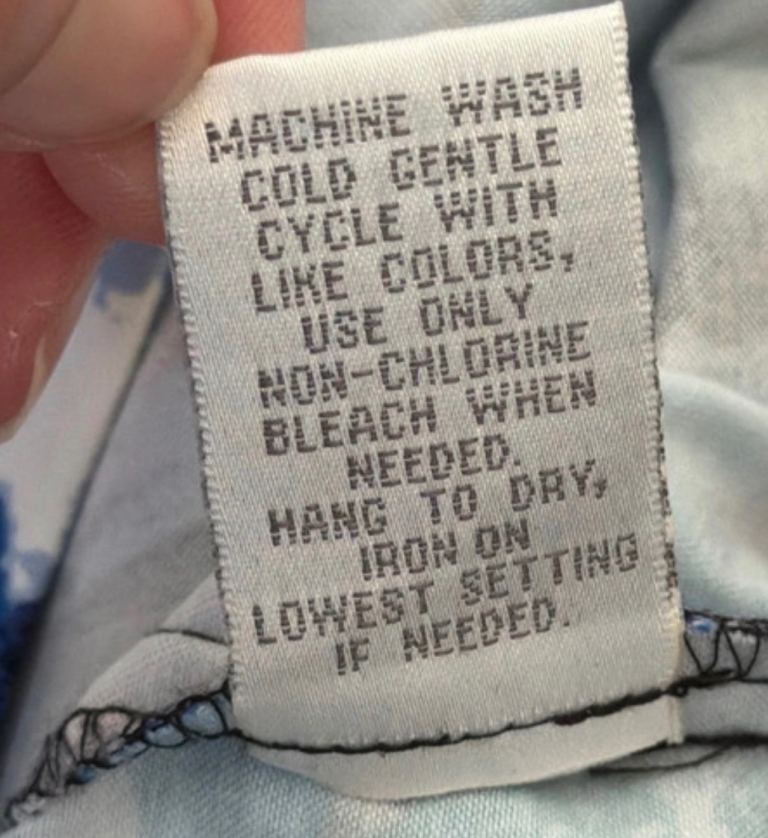 MACHINE WASH
COLD GENTLE
CYCLE WITH
LIKE COLORS,
USE ONLY
NON-CHLORINE
BLEACH WHEN
NEEDED.
HANG TO DRY,
IRON ON
LOWEST SETTING
IF NEEDED.